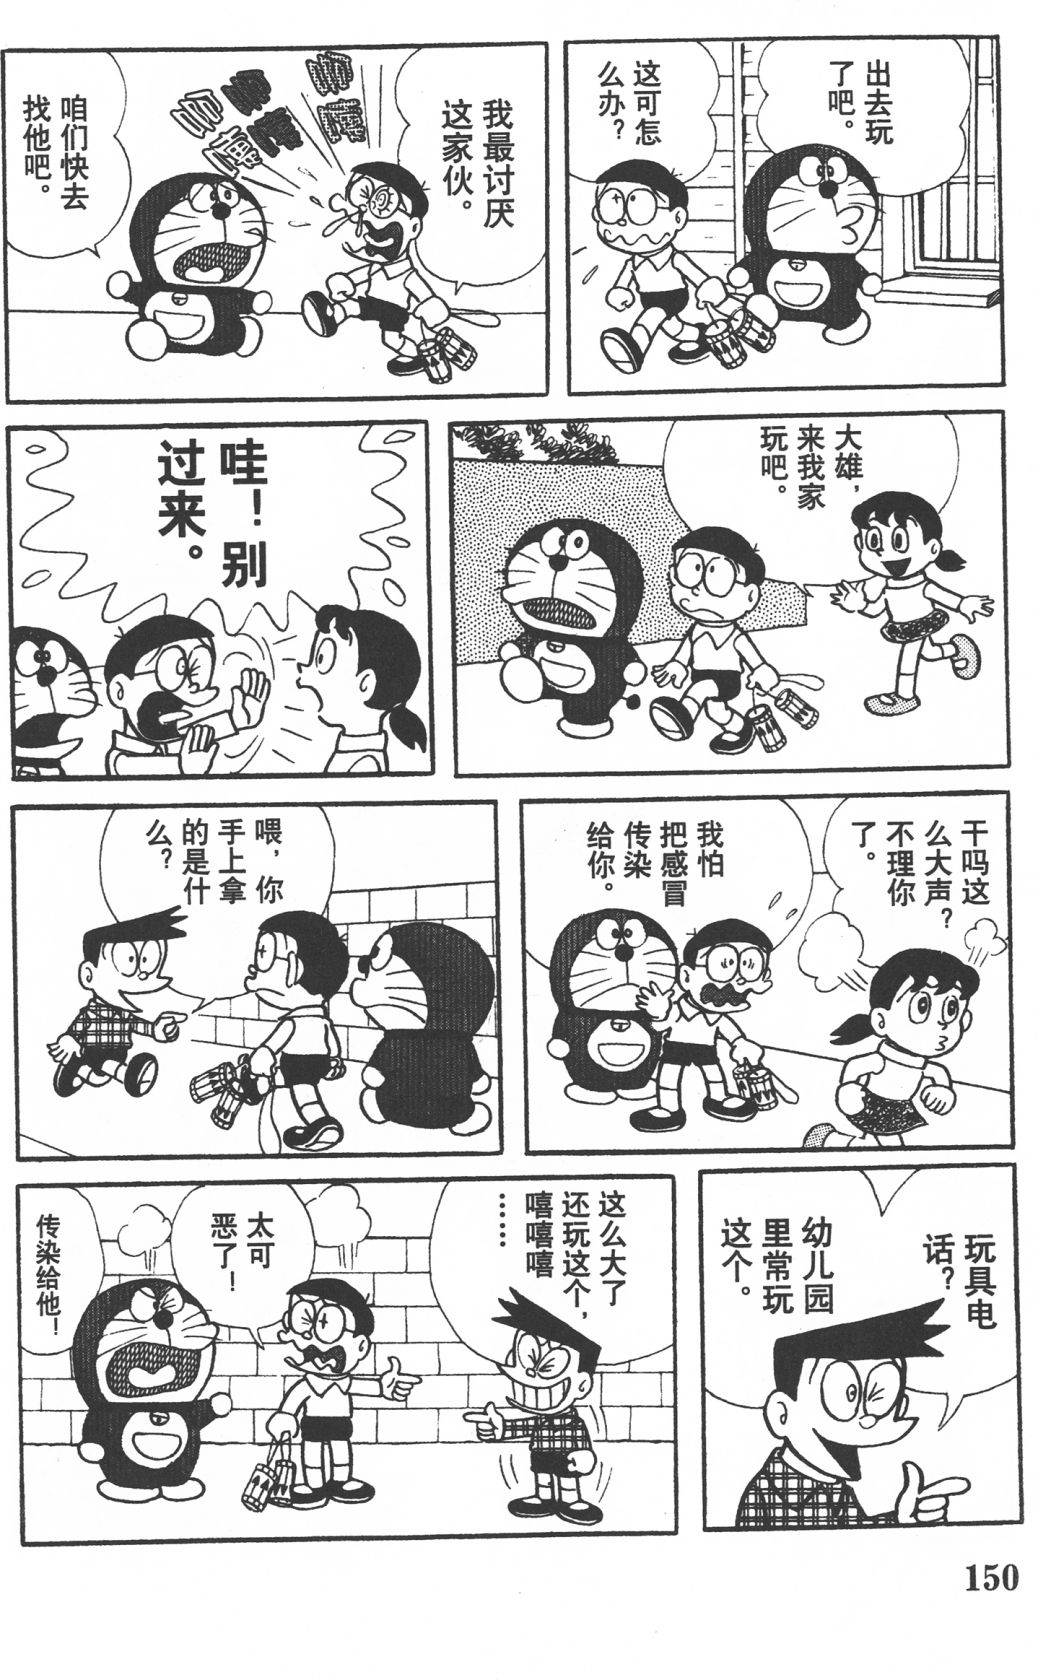 出去玩
了吧。
这可怎
么办？
我最讨厌
这家伙。
咱们快去
找他吧。
大雄，
来我家
玩吧。
哇！别
过来。
干吗这
么大声？
不理你
了。
我怕
把感冒
传染
给你。
喂，你
手上拿
的是什
么？
玩具电
话？
幼儿园
里常玩
这个。
这么大了
还玩这个，
嘻嘻嘻
……
太可
恶了！
传染给他！
150